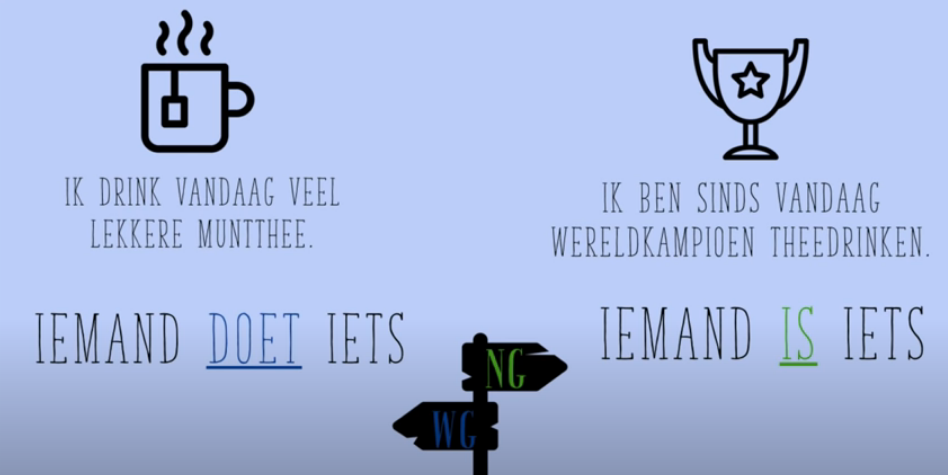 IK DRINK VANDAAG VEEL
LEKKERE MUNTTHEE.
IEMAND DOET IETS
IK BEN SINDS VANDAAG
WERELDKAMPIOEN THEEDRINKEN.
IEMAND IS IETS
NG
WG